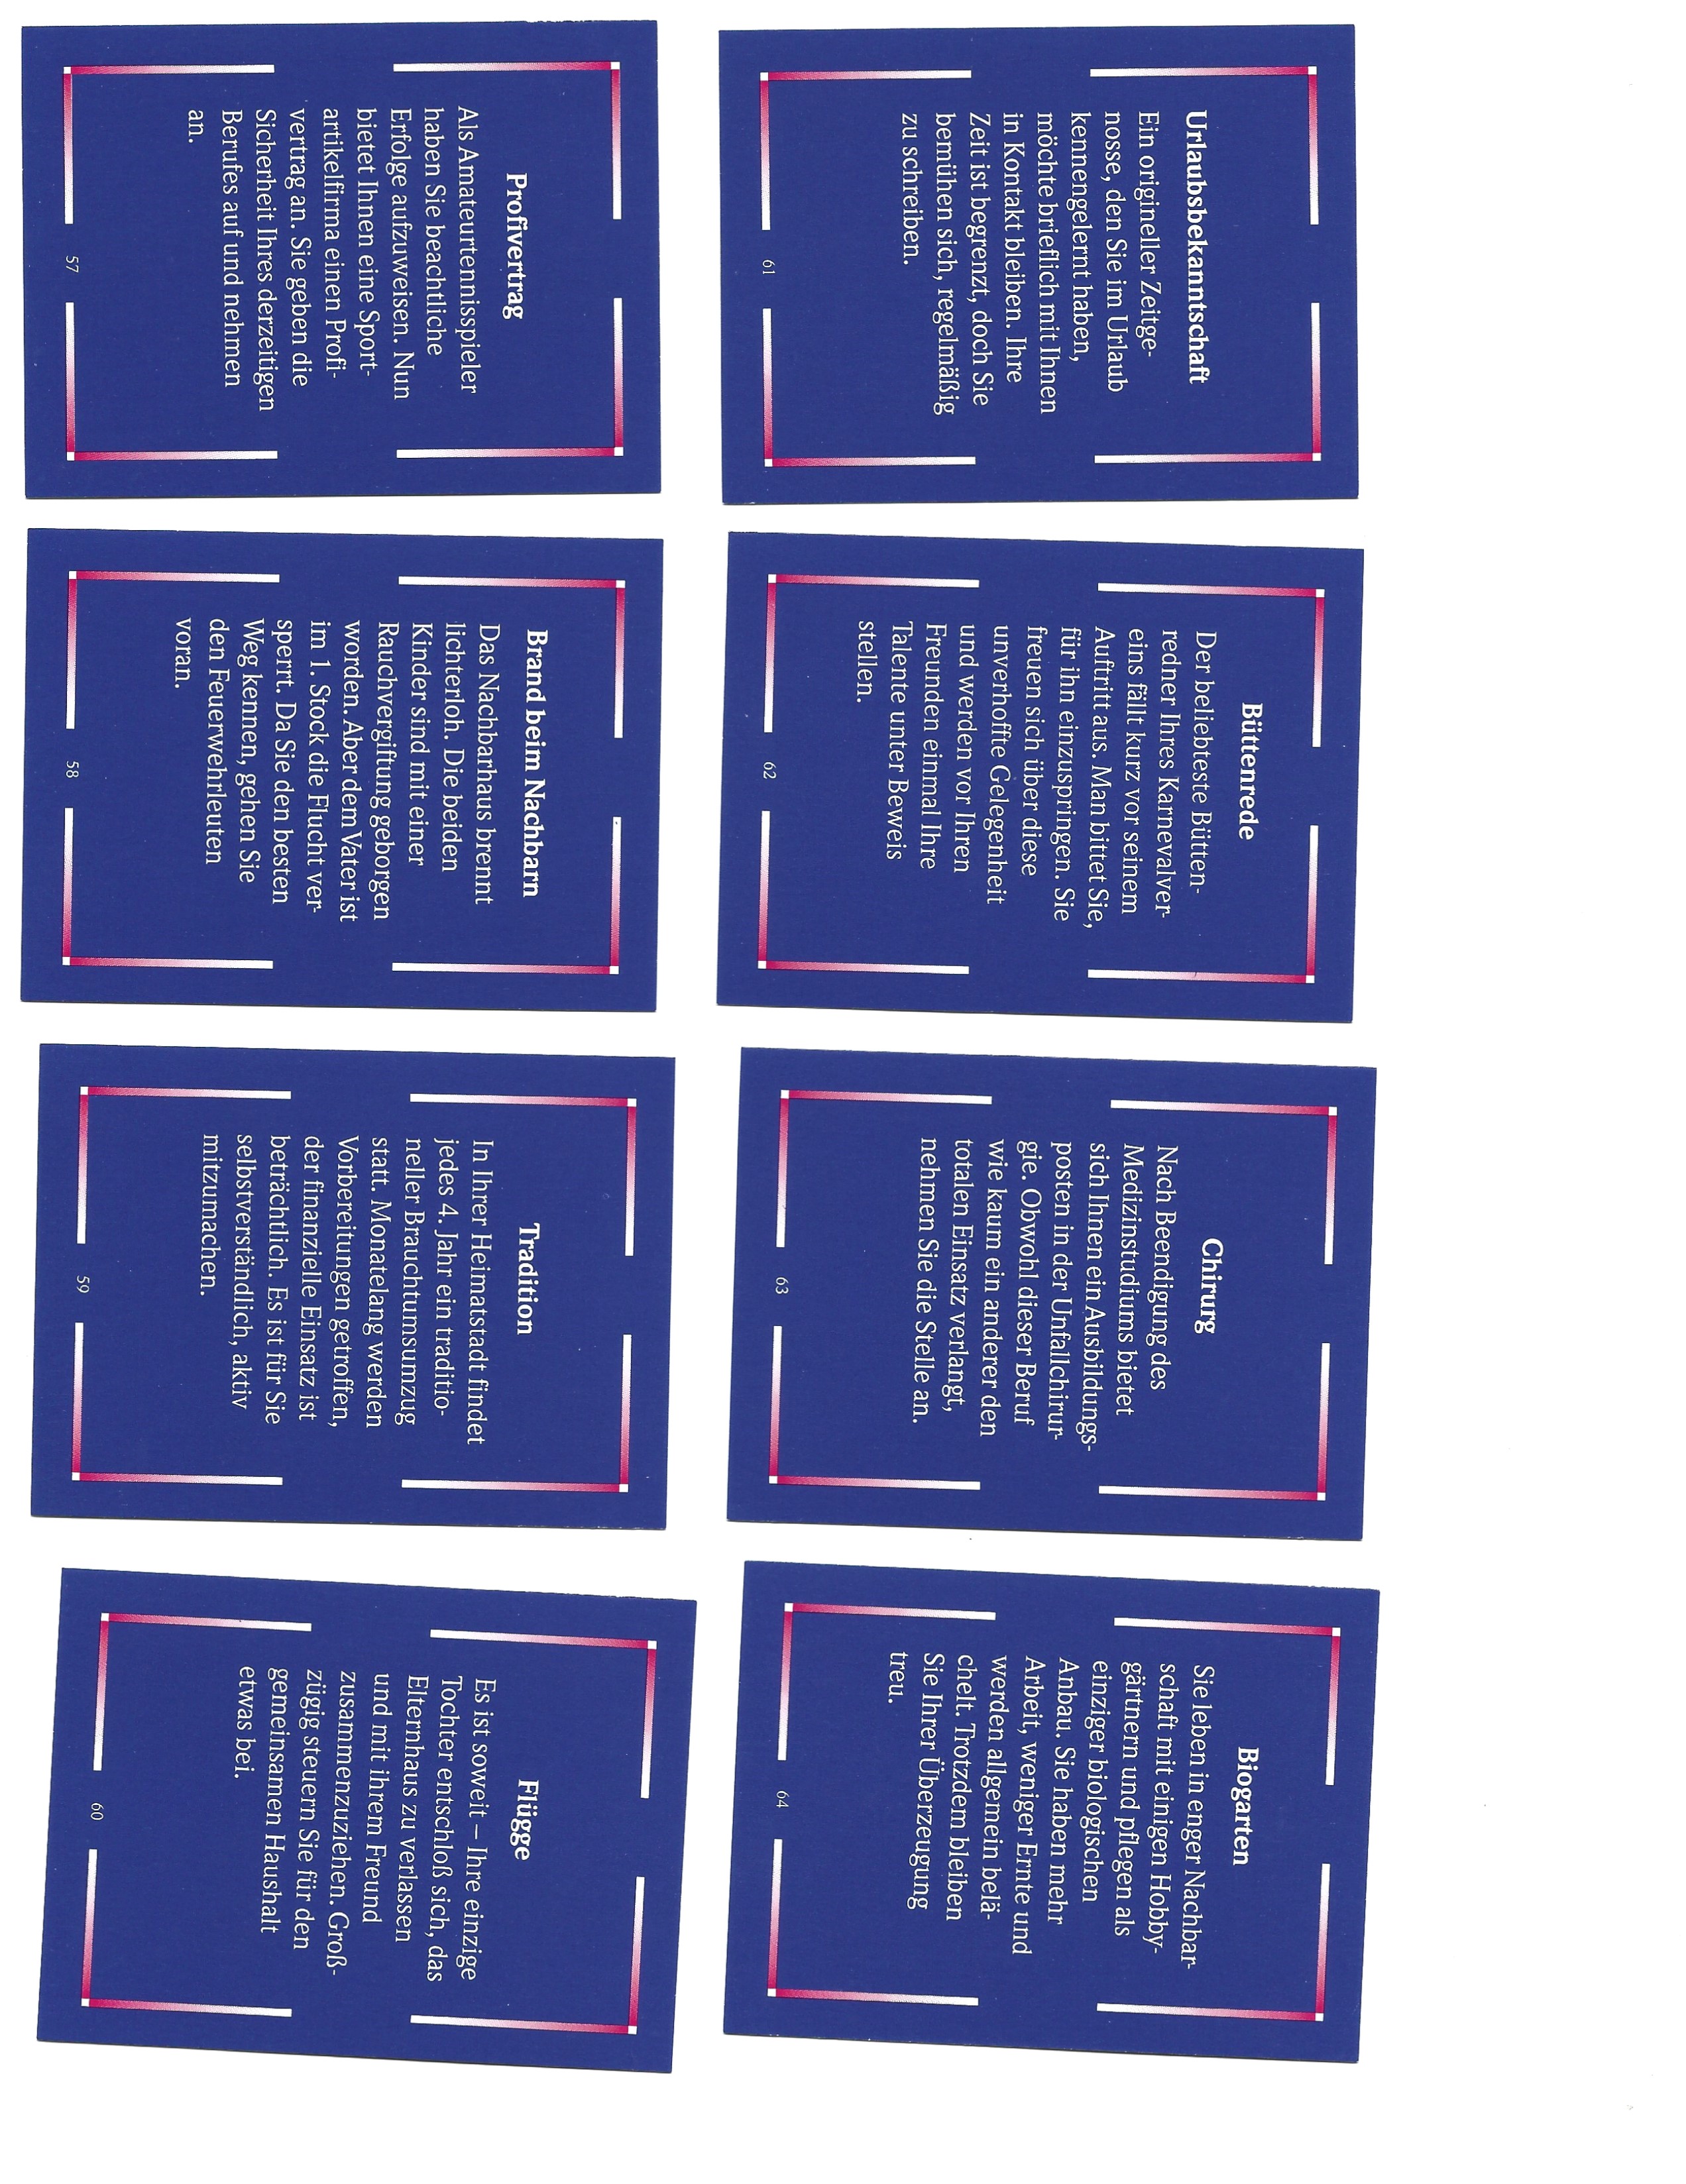 Urlaubsbekanntschaft
Ein origineller Zeitge-
nosse, den Sie im Urlaub
kennengelernt haben,
möchte brieflich mit Ihnen
in Kontakt bleiben. Ihre
Zeit ist begrenzt, doch Sie
bemühen sich, regelmäßig
zu schreiben.
61
Büttenrede
Der beliebteste Bütten-
redner Ihres Karnevalver-
eins fällt kurz vor seinem
Auftritt aus. Man bittet Sie,
für ihn einzuspringen. Sie
freuen sich über diese
unverhoffte Gelegenheit
und werden vor Ihren
Freunden einmal Ihre
Talente unter Beweis
stellen.
62
Chirurg
Nach Beendigung des
Medizinstudiums bietet
sich Ihnen ein Ausbildungs-
posten in der Unfallchirur-
gie. Obwohl dieser Beruf
wie kaum ein anderer den
totalen Einsatz verlangt,
nehmen Sie die Stelle an.
63
Biogarten
Sie leben in enger Nachbar-
schaft mit einigen Hobby-
gärtnern und pflegen als
einziger biologischen
Anbau. Sie haben mehr
Arbeit, weniger Ernte und
werden allgemein belä-
chelt. Trotzdem bleiben
Sie Ihrer Überzeugung
treu.
64
Profivertrag
Als Amateurtennisspieler
haben Sie beachtliche
Erfolge aufzuweisen. Nun
bietet Ihnen eine Sport-
artikelfirma einen Profi-
vertrag an. Sie geben die
Sicherheit Ihres derzeitigen
Berufes auf und nehmen
an.
57
Brand beim Nachbarn
Das Nachbarhaus brennt
lichterloh. Die beiden
Kinder sind mit einer
Rauchvergiftung geborgen
worden. Aber dem Vater ist
im 1. Stock die Flucht ver-
sperrt. Da Sie den besten
Weg kennen, gehen Sie
den Feuerwehrleuten
voran.
58
Tradition
In Ihrer Heimatstadt findet
jedes 4. Jahr ein traditio-
neller Brauchtumsumzug
statt. Monatelang werden
Vorbereitungen getroffen,
der finanzielle Einsatz ist
beträchtlich. Es ist für Sie
selbstverständlich, aktiv
mitzumachen.
59
Flügge
Es ist soweit – Ihre einzige
Tochter entschloß sich, das
Elternhaus zu verlassen
und mit ihrem Freund
zusammenzuziehen. Groß-
zügig steuern Sie für den
gemeinsamen Haushalt
etwas bei.
60